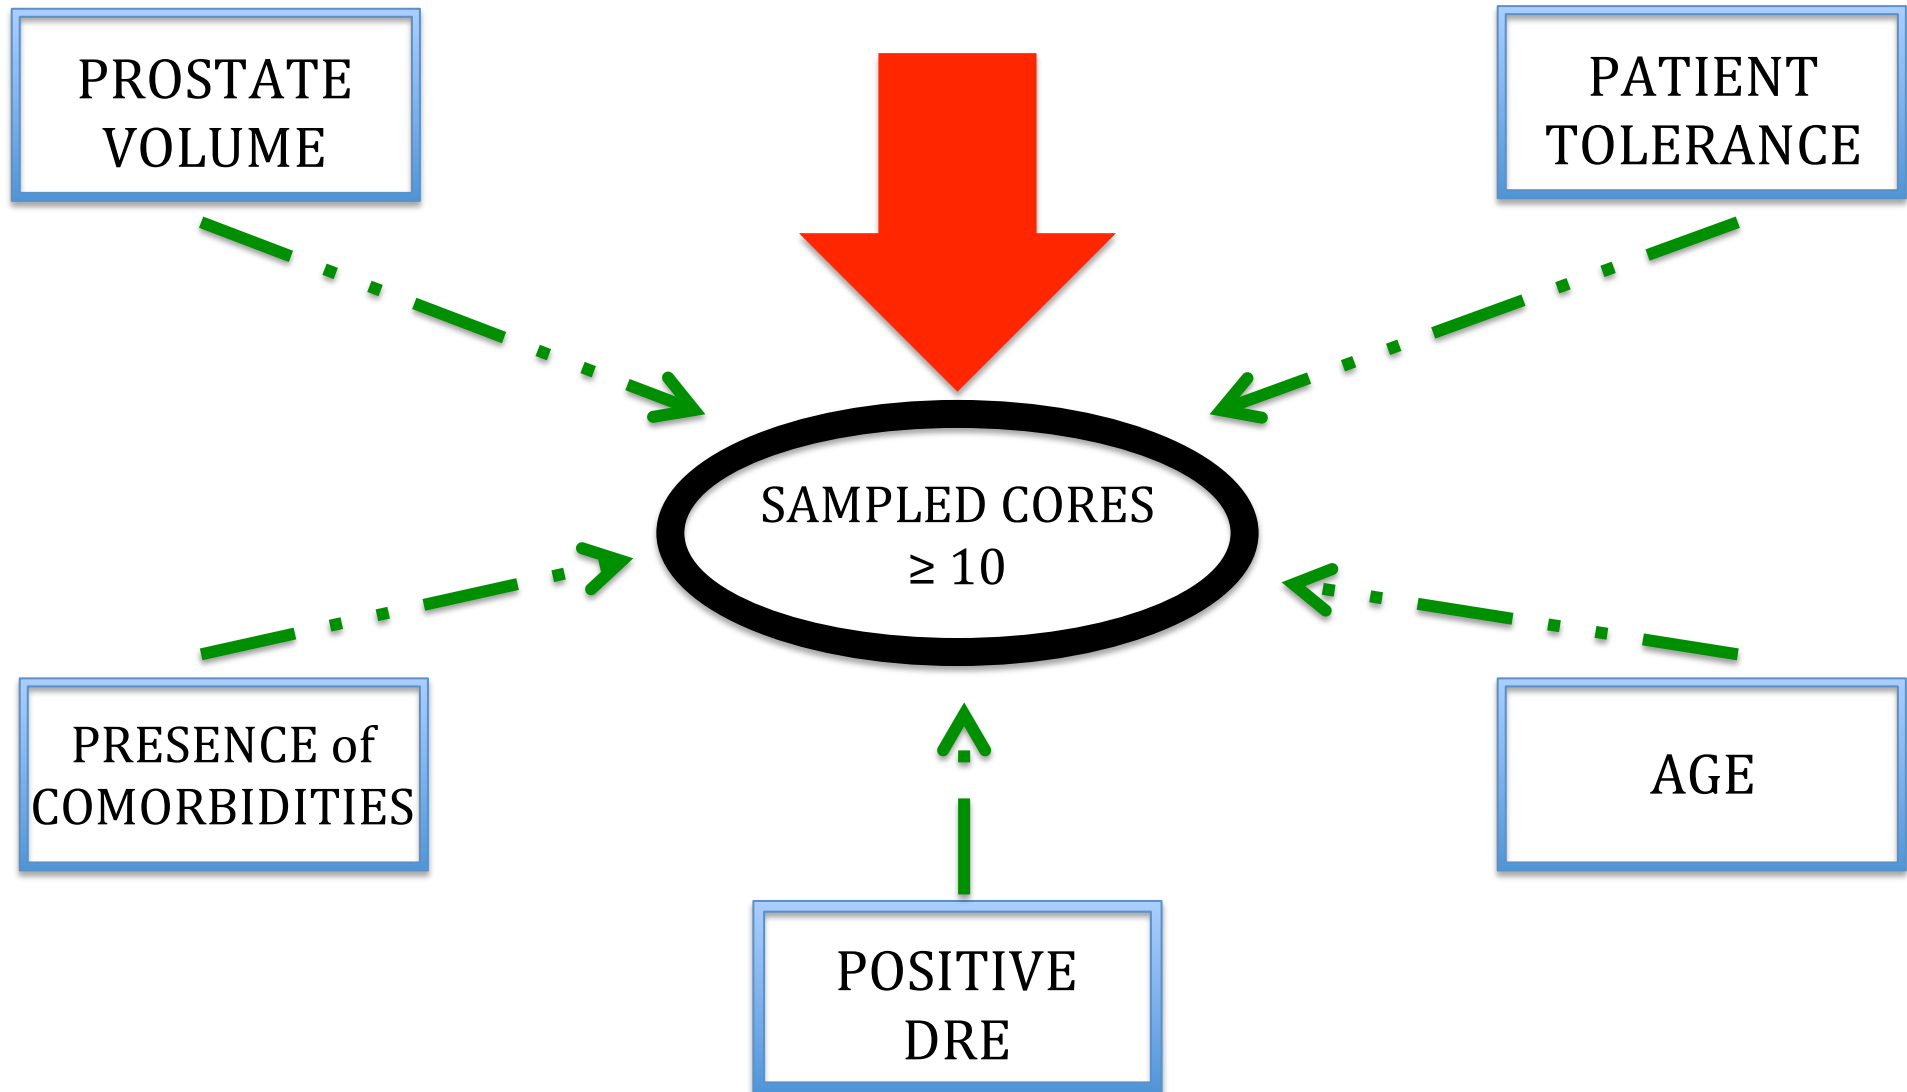 PROSTATE
VOLUME
PATIENT
TOLERANCE
SAMPLED CORES
≥ 10
PRESENCE of
COMORBIDITIES
AGE
POSITIVE
DRE